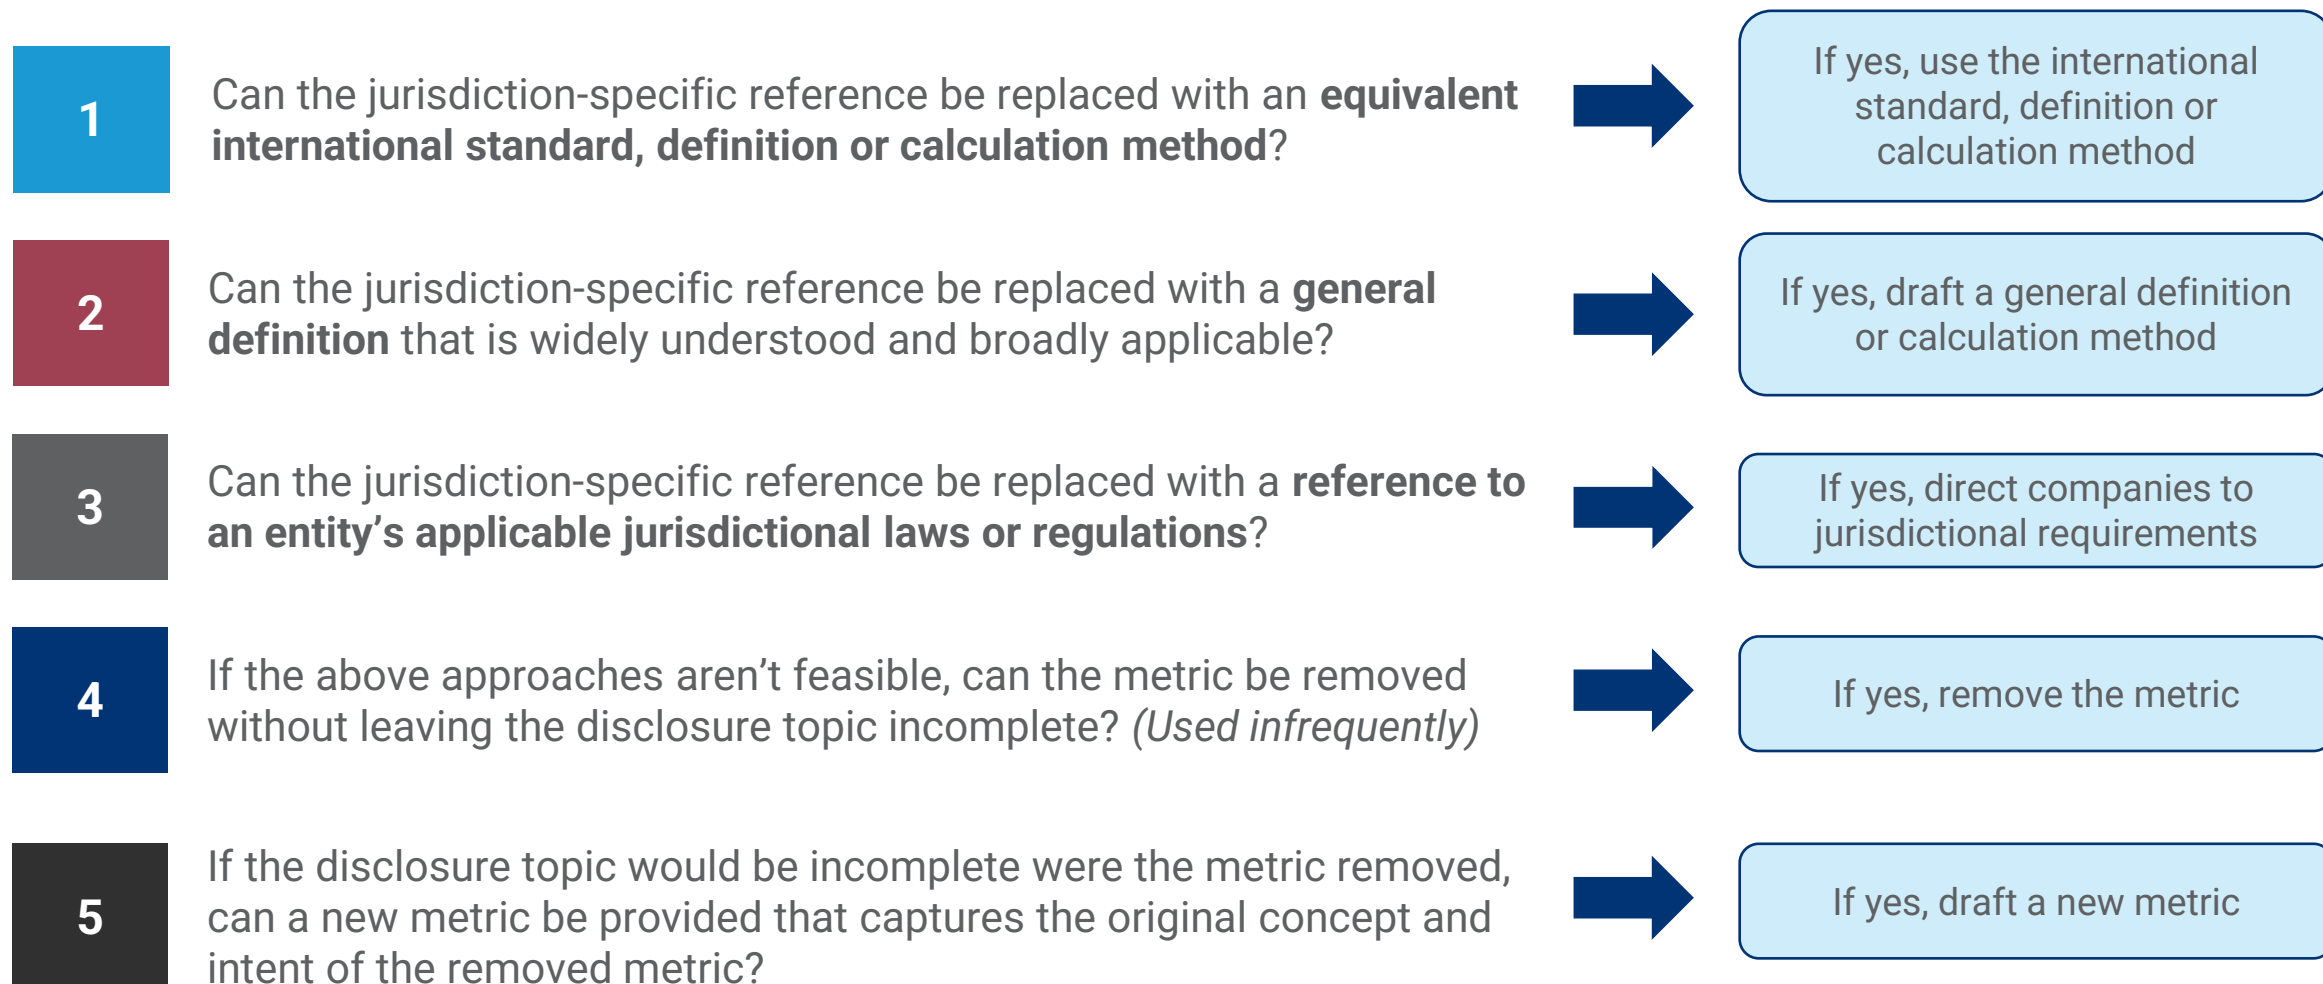 1
Can the jurisdiction-specific reference be replaced with an equivalent
international standard, definition or calculation method?
If yes, use the international
standard, definition or
calculation method
2
Can the jurisdiction-specific reference be replaced with a general
definition that is widely understood and broadly applicable?
If yes, draft a general definition
or calculation method
3
Can the jurisdiction-specific reference be replaced with a reference to
an entity’s applicable jurisdictional laws or regulations?
If yes, direct companies to
jurisdictional requirements
4
If the above approaches aren’t feasible, can the metric be removed
without leaving the disclosure topic incomplete? (Used infrequently)
If yes, remove the metric
5
If the disclosure topic would be incomplete were the metric removed,
can a new metric be provided that captures the original concept and
intent of the removed metric?
If yes, draft a new metric